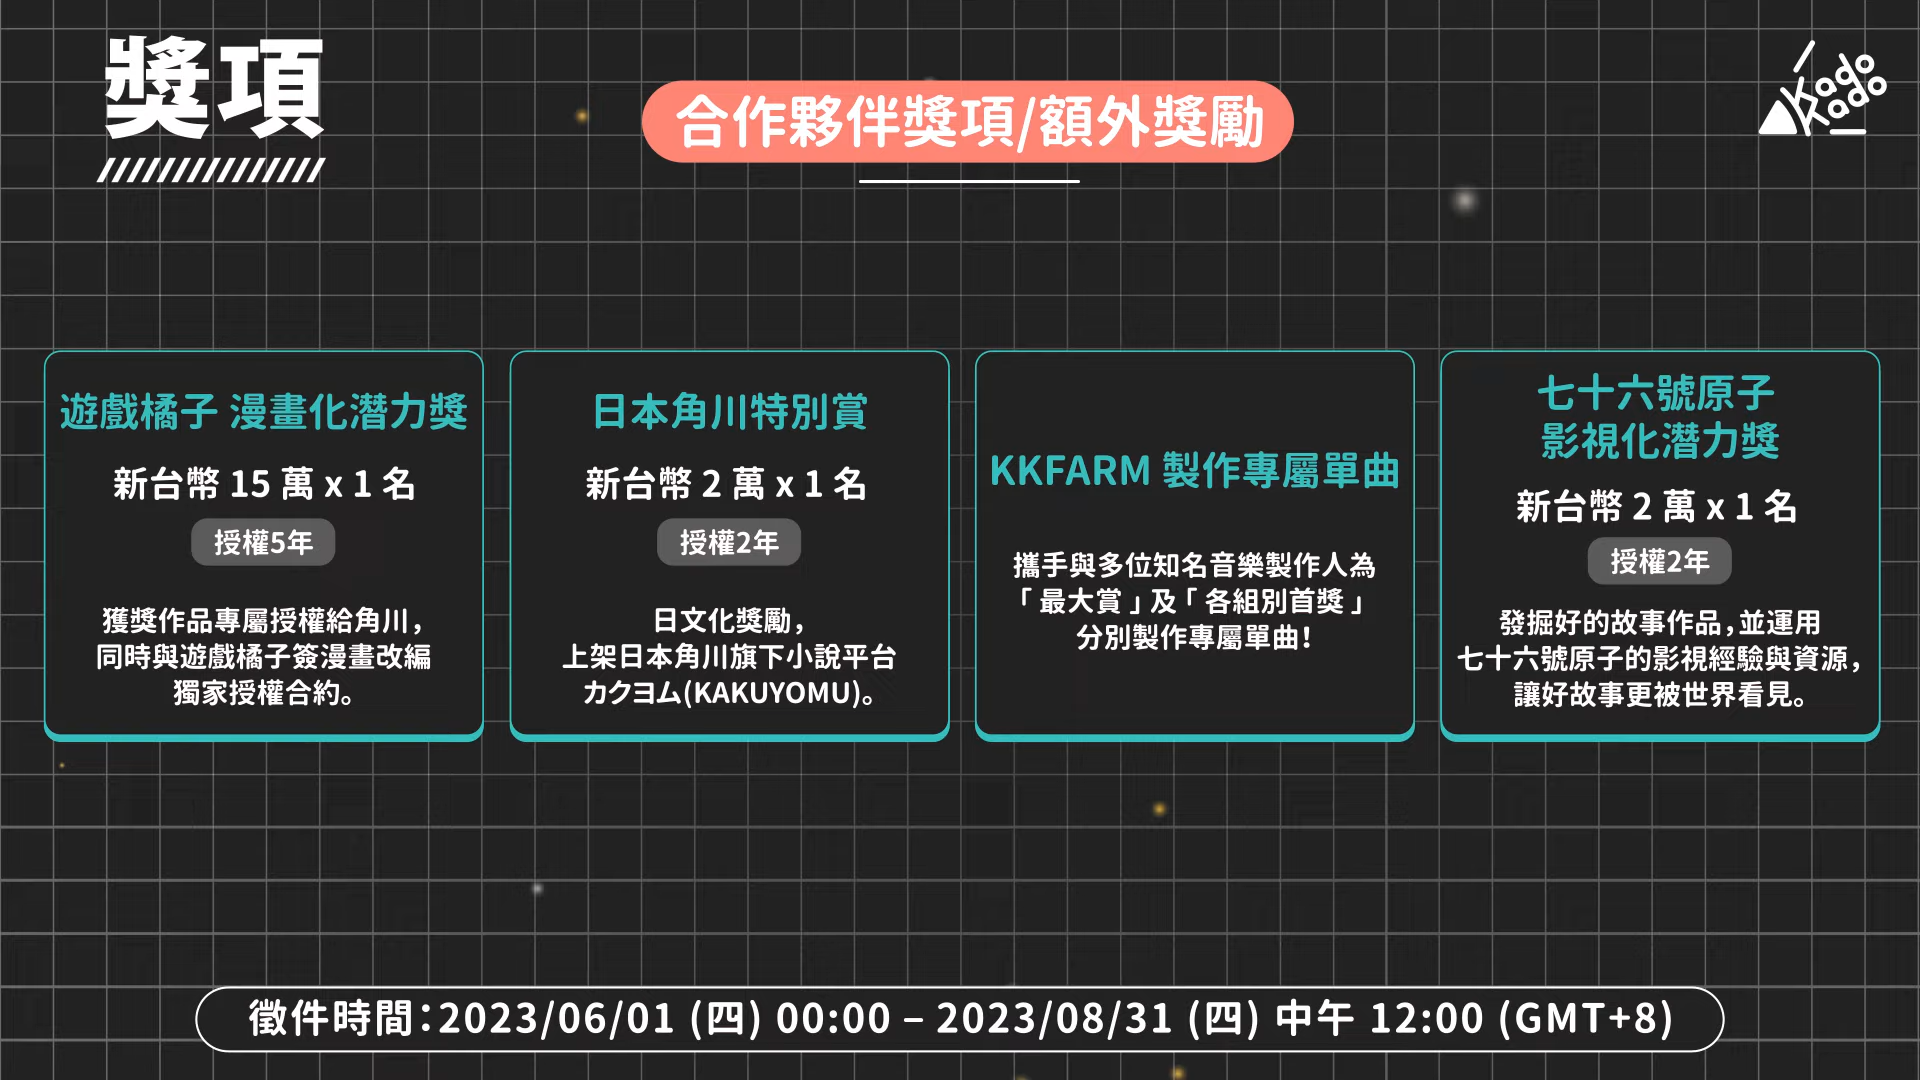 獎項
合作夥伴獎項/額外獎勵
KadoKado
遊戲橘子 漫畫化潛力獎
新台幣 15 萬 x 1 名
授權5年
獲獎作品專屬授權給角川，
同時與遊戲橘子簽漫畫改編
獨家授權合約。
日本角川特別賞
新台幣 2 萬 x 1 名
授權2年
日文化獎勵，
上架日本角川旗下小說平台
カクヨム(KAKUYOMU)。
KKFARM 製作專屬單曲
攜手與多位知名音樂製作人為
「 最大賞 」及「 各組別首獎 」
分別製作專屬單曲！
七十六號原子
影視化潛力獎
新台幣 2 萬 x 1 名
授權2年
發掘好的故事作品，並運用
七十六號原子的影視經驗與資源，
讓好故事更被世界看見。
徵件時間：2023/06/01 (四) 00:00 – 2023/08/31 (四) 中午 12:00 (GMT+8)